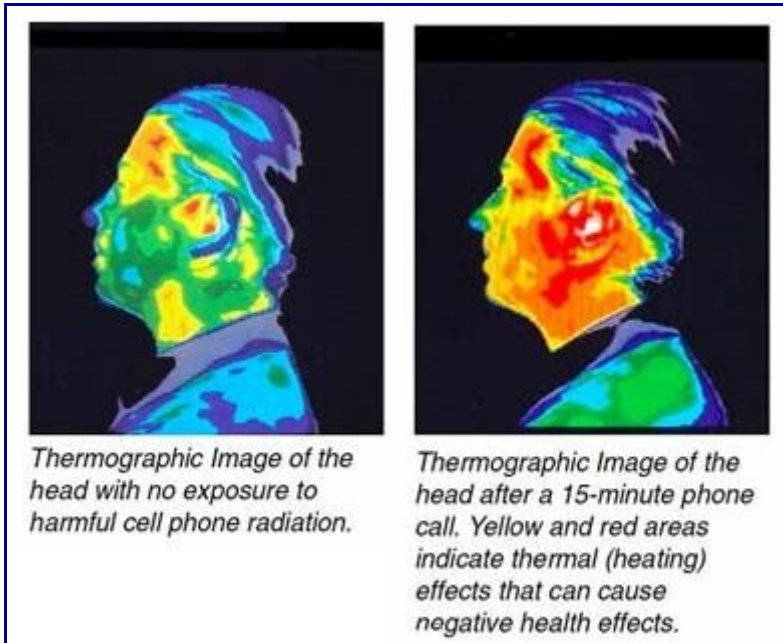 Thermographic Image of the
head with no exposure to
harmful cell phone radiation.
Thermographic Image of the
head after a 15-minute phone
call. Yellow and red areas
indicate thermal (heating)
effects that can cause
negative health effects.